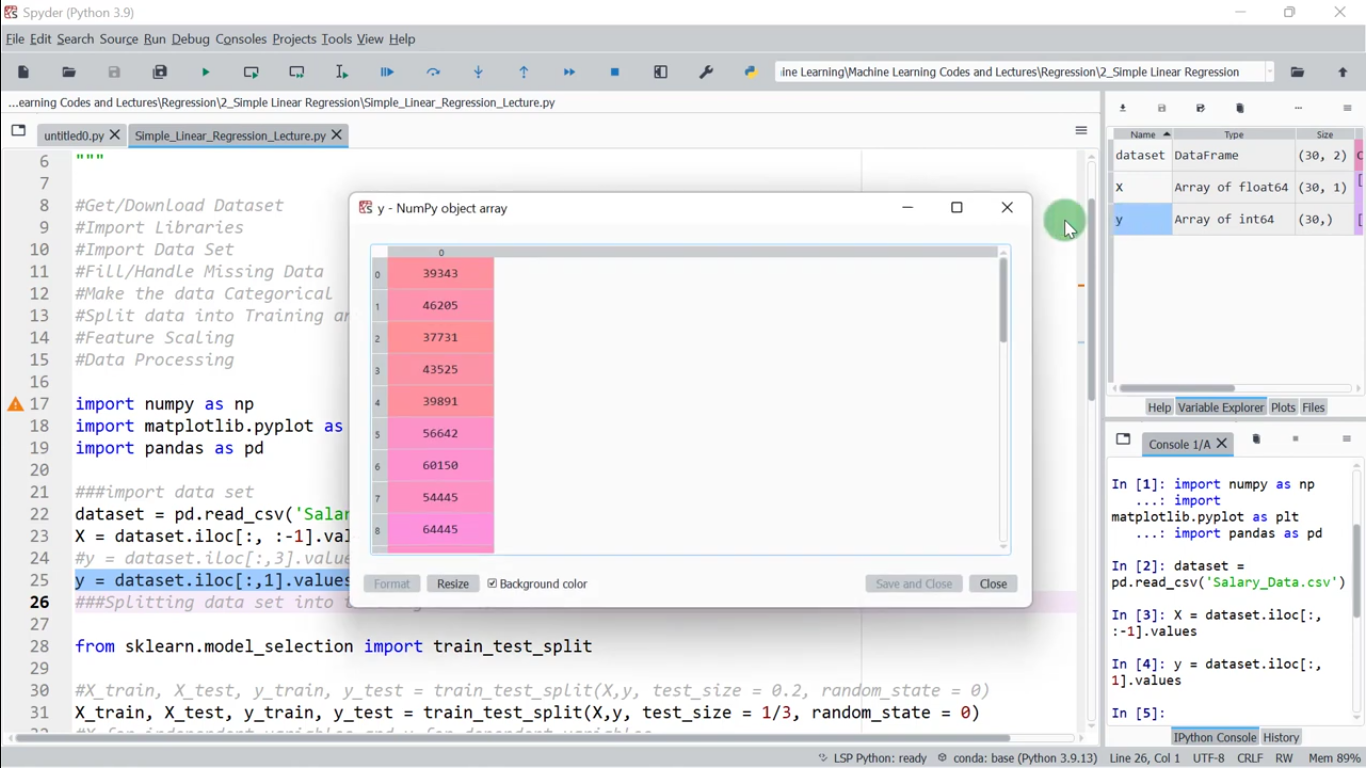 Spyder (Python 3.9)
File Edit Search Source Run Debug Consoles Projects Tools View Help
ine Learning\Machine Learning Codes and Lectures\Regression\2_Simple Linear Regression
...earning Codes and Lectures\Regression\2_Simple Linear Regression\Simple_Linear_Regression_Lecture.py
untitled0.py Simple_Linear_Regression_Lecture.py
6 """
7
8 #Get/Download Dataset
9 #Import Libraries
10 #Import Data Set
11 #Fill/Handle Missing Data
12 #Make the data Categorical
13 #Split data into Training
14 #Feature Scaling
15 #Data Processing
16
17 import numpy as np
18 import matplotlib.pyplot as
19 import pandas as pd
20
21 ###import data set
22 dataset = pd.read_csv('Salar
23 X = dataset.iloc[:, :-1].val
24 #y = dataset.iloc[:,3].value
25 y = dataset.iloc[:,1].values
26 ###Splitting data set into
27
28 from sklearn.model_selection import train_test_split
29
30 #X_train, X_test, y_train, y_test = train_test_split(X,y, test_size = 0.2, random_state = 0)
31 X_train, X_test, y_train, y_test = train_test_split(X,y, test_size = 1/3, random_state = 0)
y - NumPy object array
0
0 39343
1 46205
2 37731
3 43525
4 39891
5 56642
6 60150
7 54445
8 64445
Format Resize Background color Save and Close Close
Name Type Size
dataset DataFrame (30, 2)
X Array of float64 (30, 1)
y Array of int64 (30,)
Help Variable Explorer Plots Files
Console 1/A
In [1]: import numpy as np
...: import
matplotlib.pyplot as plt
...: import pandas as pd
In [2]: dataset =
pd.read_csv('Salary_Data.csv')
In [3]: X = dataset.iloc[:,
:-1].values
In [4]: y = dataset.iloc[:,
1].values
In [5]:
IPython Console History
LSP Python: ready conda: base (Python 3.9.13) Line 26, Col 1 UTF-8 CRLF RW Mem 89%